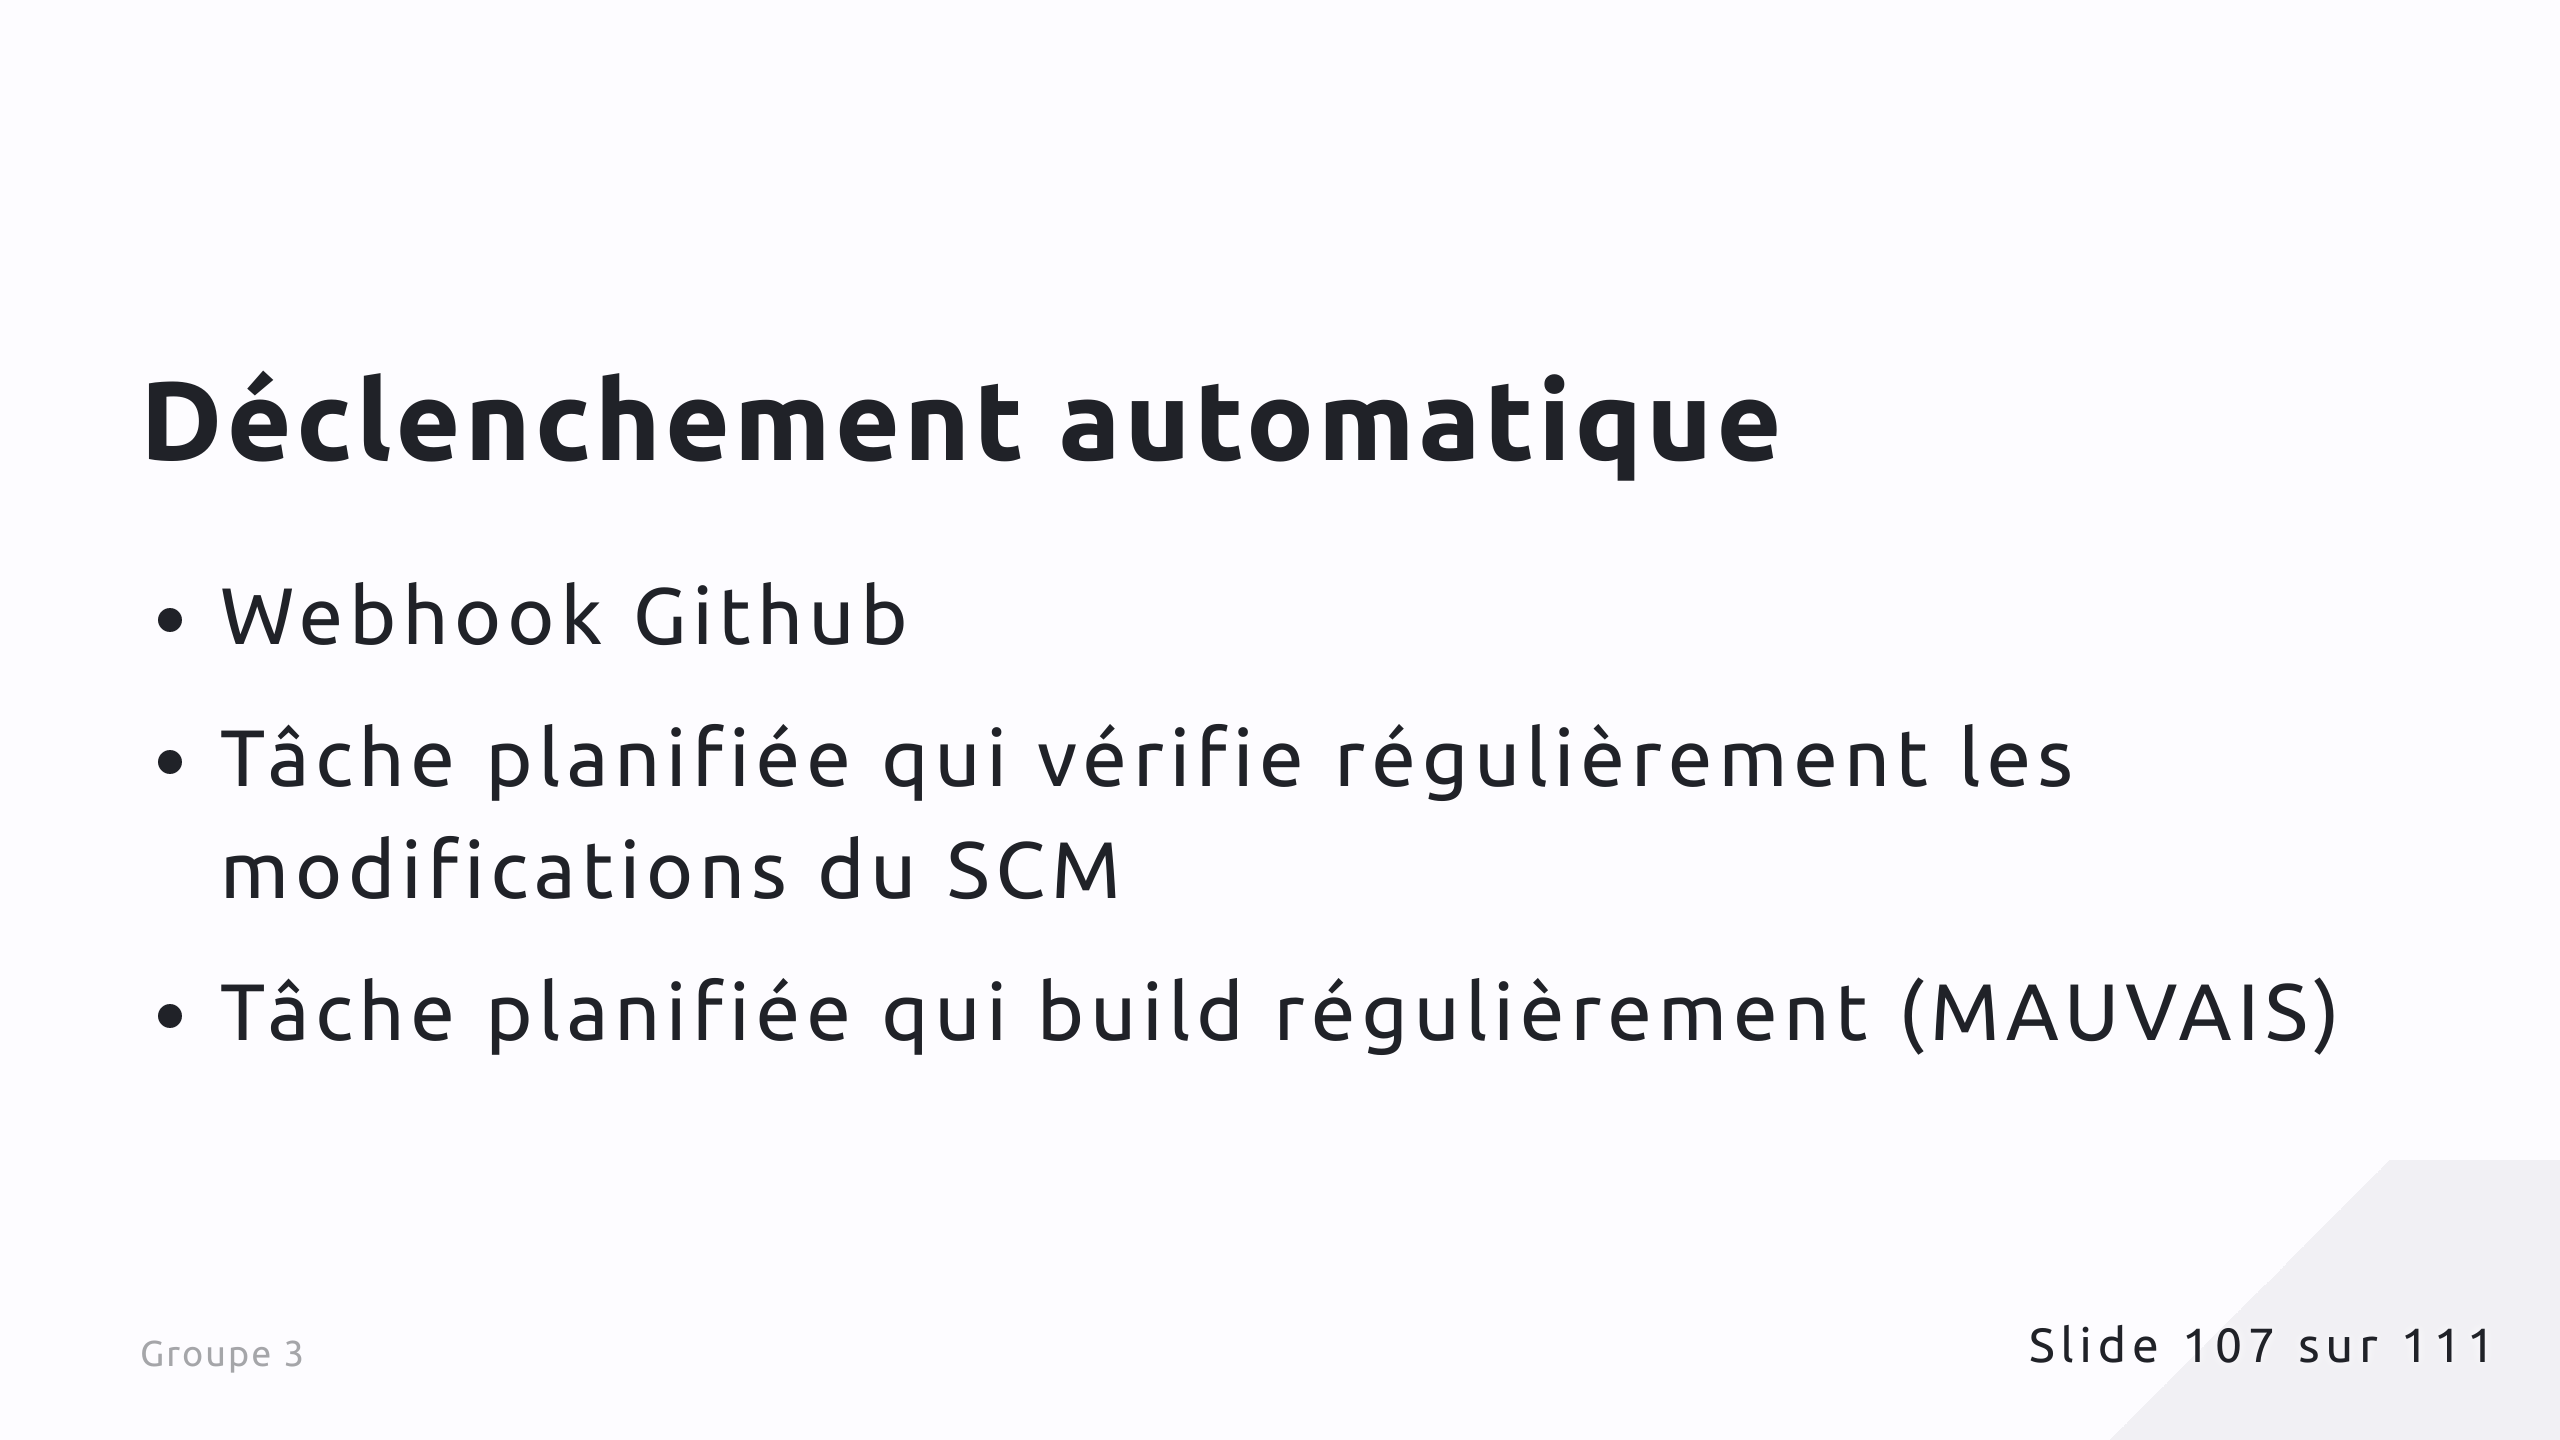 Déclenchement automatique
• Webhook Github
• Tâche planifiée qui vérifie régulièrement les
modifications du SCM
• Tâche planifiée qui build régulièrement (MAUVAIS)
Groupe 3
Slide 107 sur 111